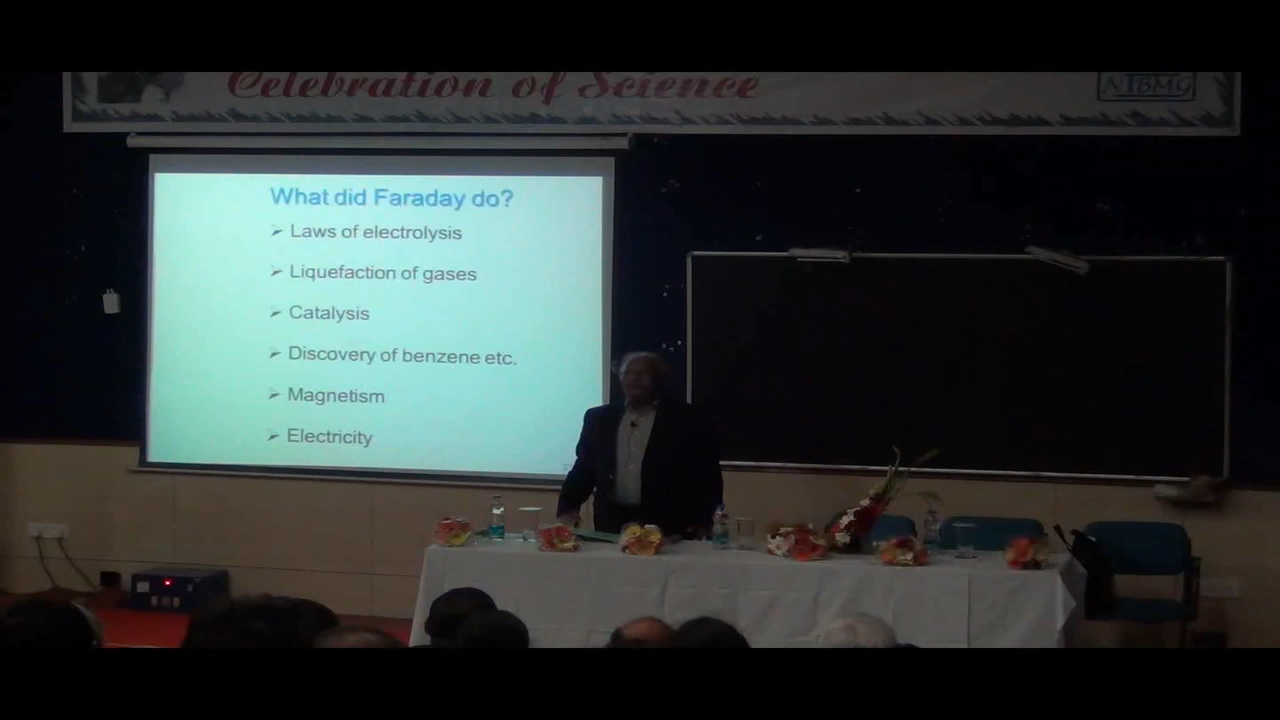 Celebration of Science
NIBMG
What did Faraday do?
➢ Laws of electrolysis
➢ Liquefaction of gases
➢ Catalysis
➢ Discovery of benzene etc.
➢ Magnetism
➢ Electricity